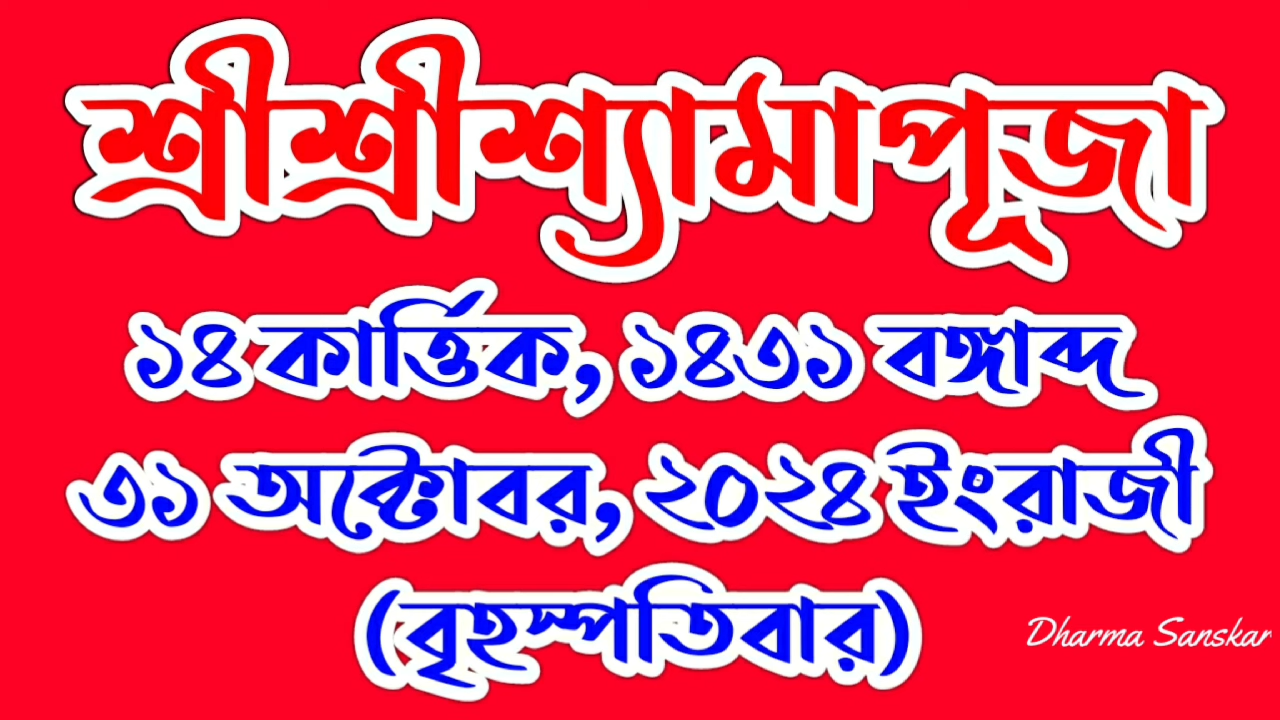 শ্রীশ্রীশ্যামাপূজা
১৪ কার্ত্তিক, ১৪৩১ বঙ্গাব্দ
৩১ অক্টোবর, ২০২৪ ইংরাজী
(বৃহস্পতিবার)
Dharma Sanskar